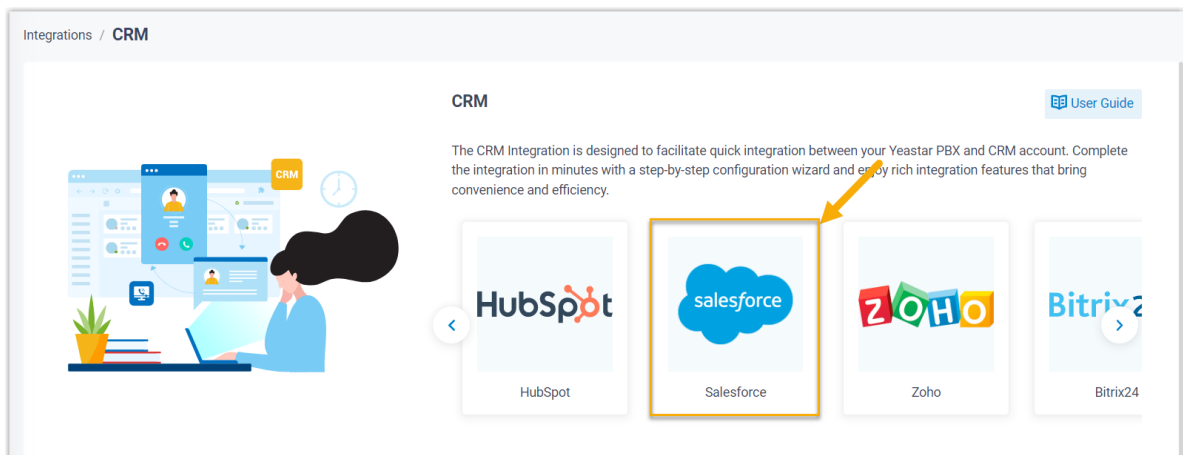 Integrations / CRM
CRM
User Guide
The CRM Integration is designed to facilitate quick integration between your Yeastar PBX and CRM account. Complete
the integration in minutes with a step-by-step configuration wizard and enjoy rich integration features that bring
convenience and efficiency.
CRM
HubSpot
salesforce
ZOHO
HubSpot
Salesforce
Zoho
Bitrix24